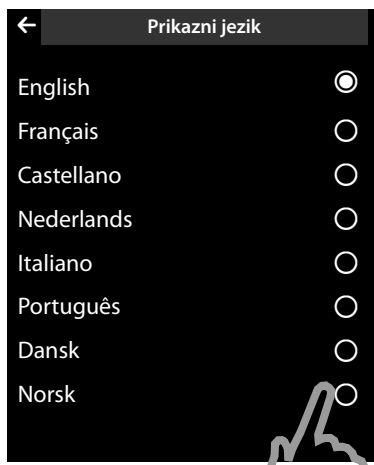 Prikazni jezik
English
Français
Castellano
Nederlands
Italiano
Português
Dansk
Norsk